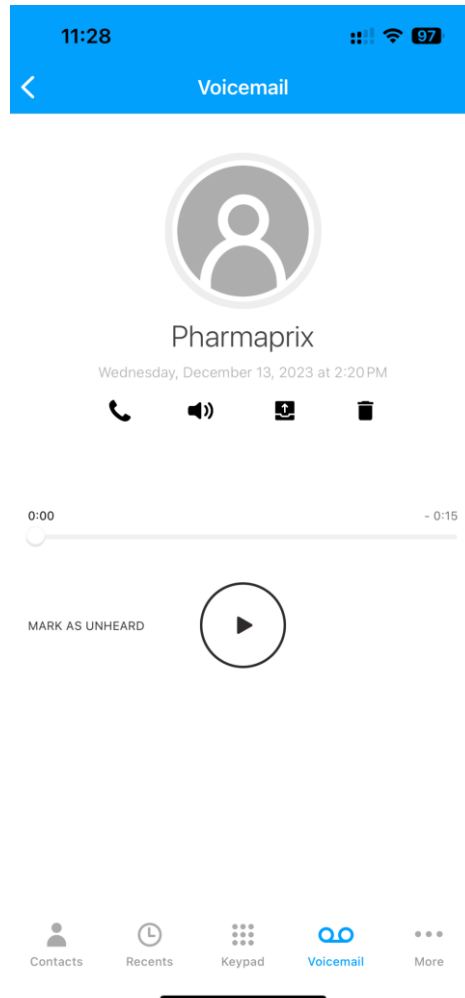 11:28
97
Voicemail
Pharmaprix
Wednesday, December 13, 2023 at 2:20 PM
0:00
- 0:15
MARK AS UNHEARD
Contacts
Recents
Keypad
Voicemail
More